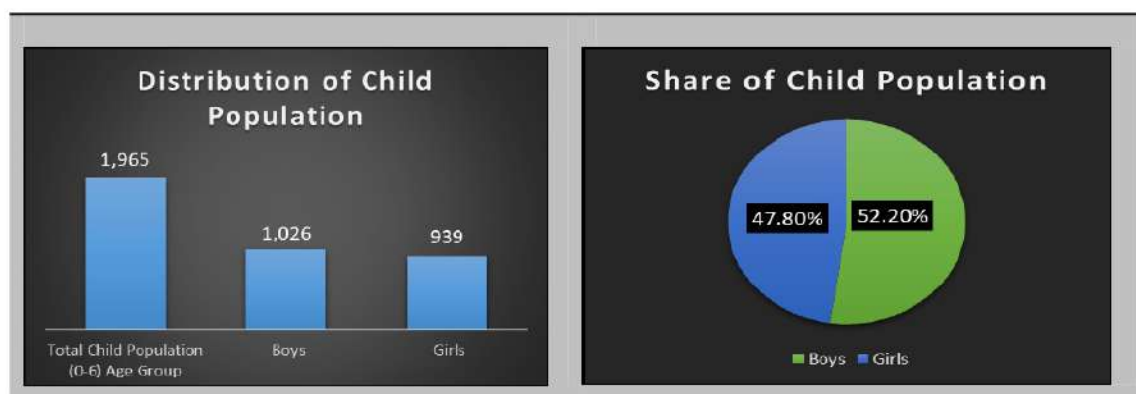 Distribution of Child
Population
1,965
1,026
939
Total Child Population
(0-6) Age Group
Boys
Girls
Share of Child Population
47.80%
52.20%
Boys
Girls